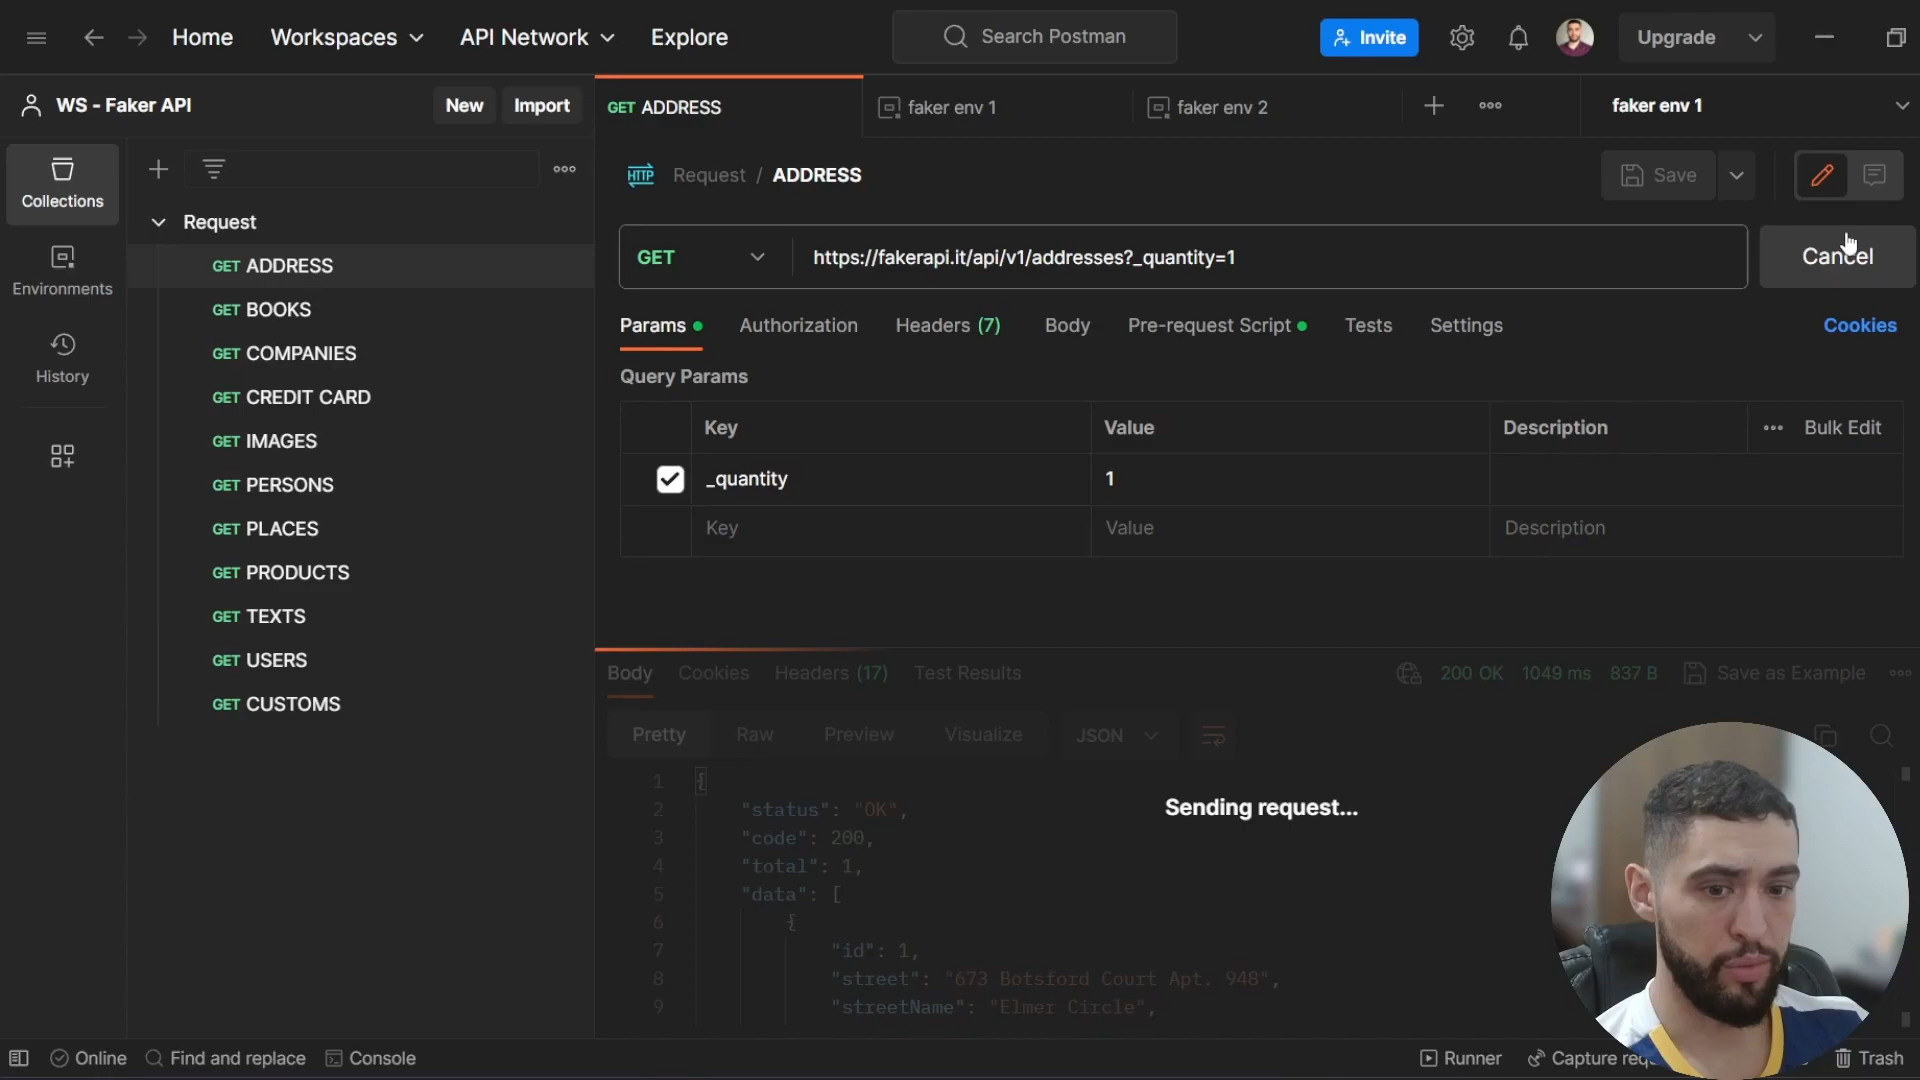 Home Workspaces API Network Explore Search Postman Invite Upgrade
WS - Faker API New Import GET ADDRESS faker env 1 faker env 2 faker env 1
Collections
Environments
History
Request
GET ADDRESS
GET BOOKS
GET COMPANIES
GET CREDIT CARD
GET IMAGES
GET PERSONS
GET PLACES
GET PRODUCTS
GET TEXTS
GET USERS
GET CUSTOMS
HTTP Request / ADDRESS Save
GET https://fakerapi.it/api/v1/addresses?_quantity=1 Cancel
Params Authorization Headers (7) Body Pre-request Script Tests Settings Cookies
Query Params
Key Value Description Bulk Edit
_quantity 1
Key Value Description
Body Cookies Headers (17) Test Results 200 OK 1049 ms 837 B Save as Example
Pretty Raw Preview Visualize JSON
1 {
2 "status": "OK",
3 "code": 200,
4 "total": 1,
5 "data": [
6 {
7 "id": 1,
8 "street": "673 Botsford Court Apt. 948",
9 "streetName": "Elmer Circle",
Sending request...
Online Find and replace Console Runner Capture Trash